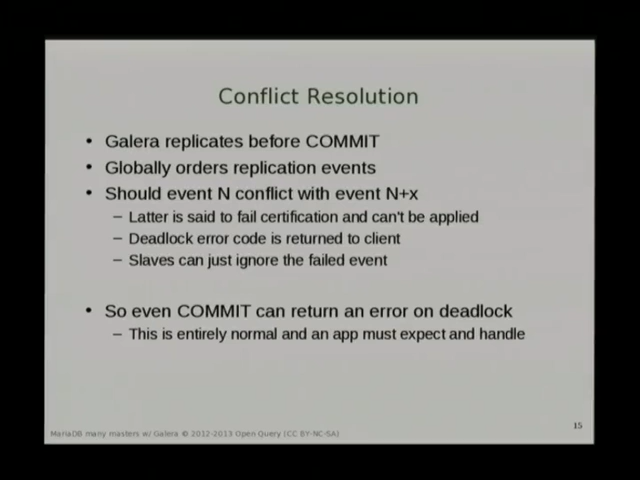 Conflict Resolution
• Galera replicates before COMMIT
• Globally orders replication events
• Should event N conflict with event N+x
– Latter is said to fail certification and can't be applied
– Deadlock error code is returned to client
– Slaves can just ignore the failed event
• So even COMMIT can return an error on deadlock
– This is entirely normal and an app must expect and handle
15
MariaDB many masters w/ Galera © 2012-2013 Open Query (CC BY-NC-SA)